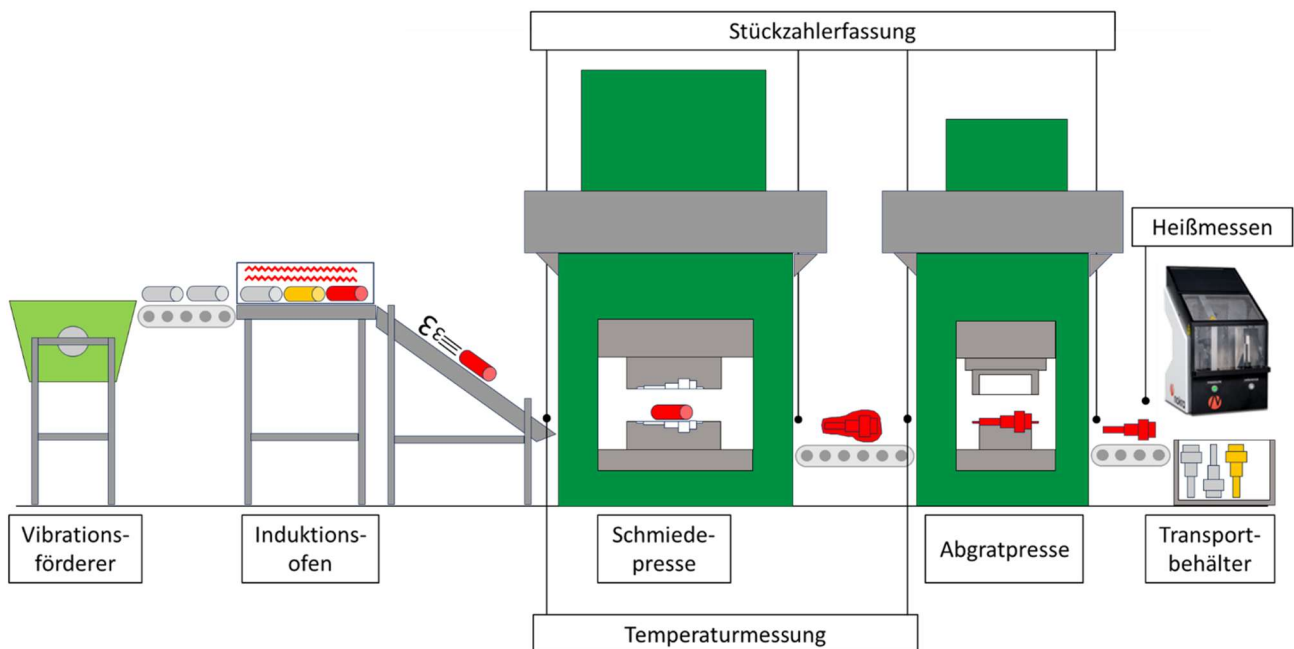 Stückzahlerfassung
Heißmessen
Vibrations-
förderer
Induktions-
ofen
Schmiede-
presse
Abgratpresse
Transport-
behälter
Temperaturmessung